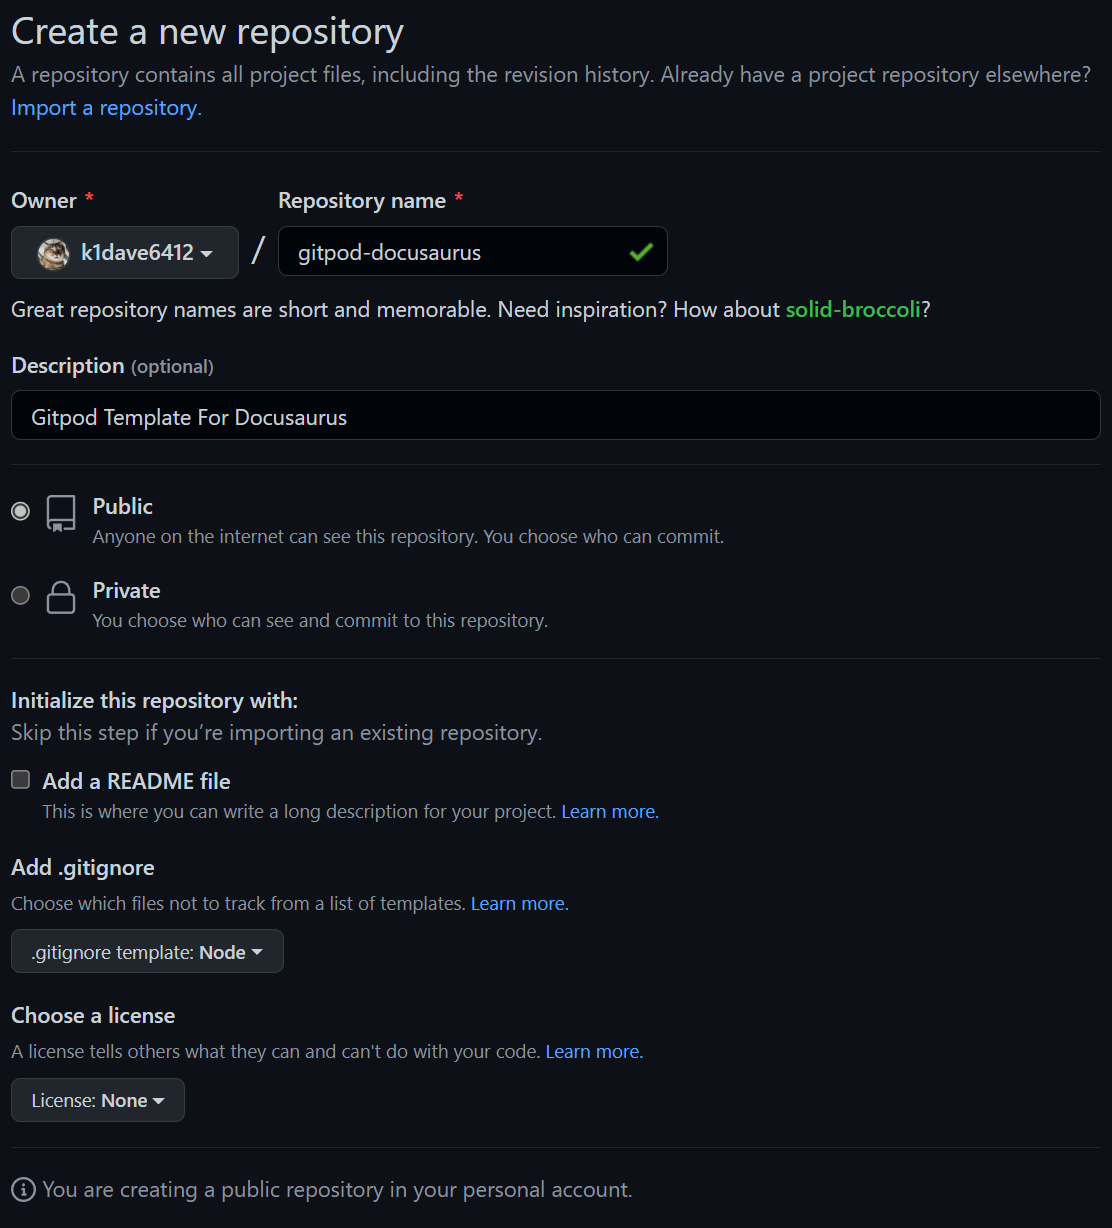 Create a new repository
A repository contains all project files, including the revision history. Already have a project repository elsewhere?
Import a repository.
Owner * Repository name *
k1dave6412 / gitpod-docusaurus
Great repository names are short and memorable. Need inspiration? How about solid-broccoli?
Description (optional)
Gitpod Template For Docusaurus
Public
Anyone on the internet can see this repository. You choose who can commit.
Private
You choose who can see and commit to this repository.
Initialize this repository with:
Skip this step if you’re importing an existing repository.
Add a README file
This is where you can write a long description for your project. Learn more.
Add .gitignore
Choose which files not to track from a list of templates. Learn more.
.gitignore template: Node
Choose a license
A license tells others what they can and can't do with your code. Learn more.
License: None
You are creating a public repository in your personal account.